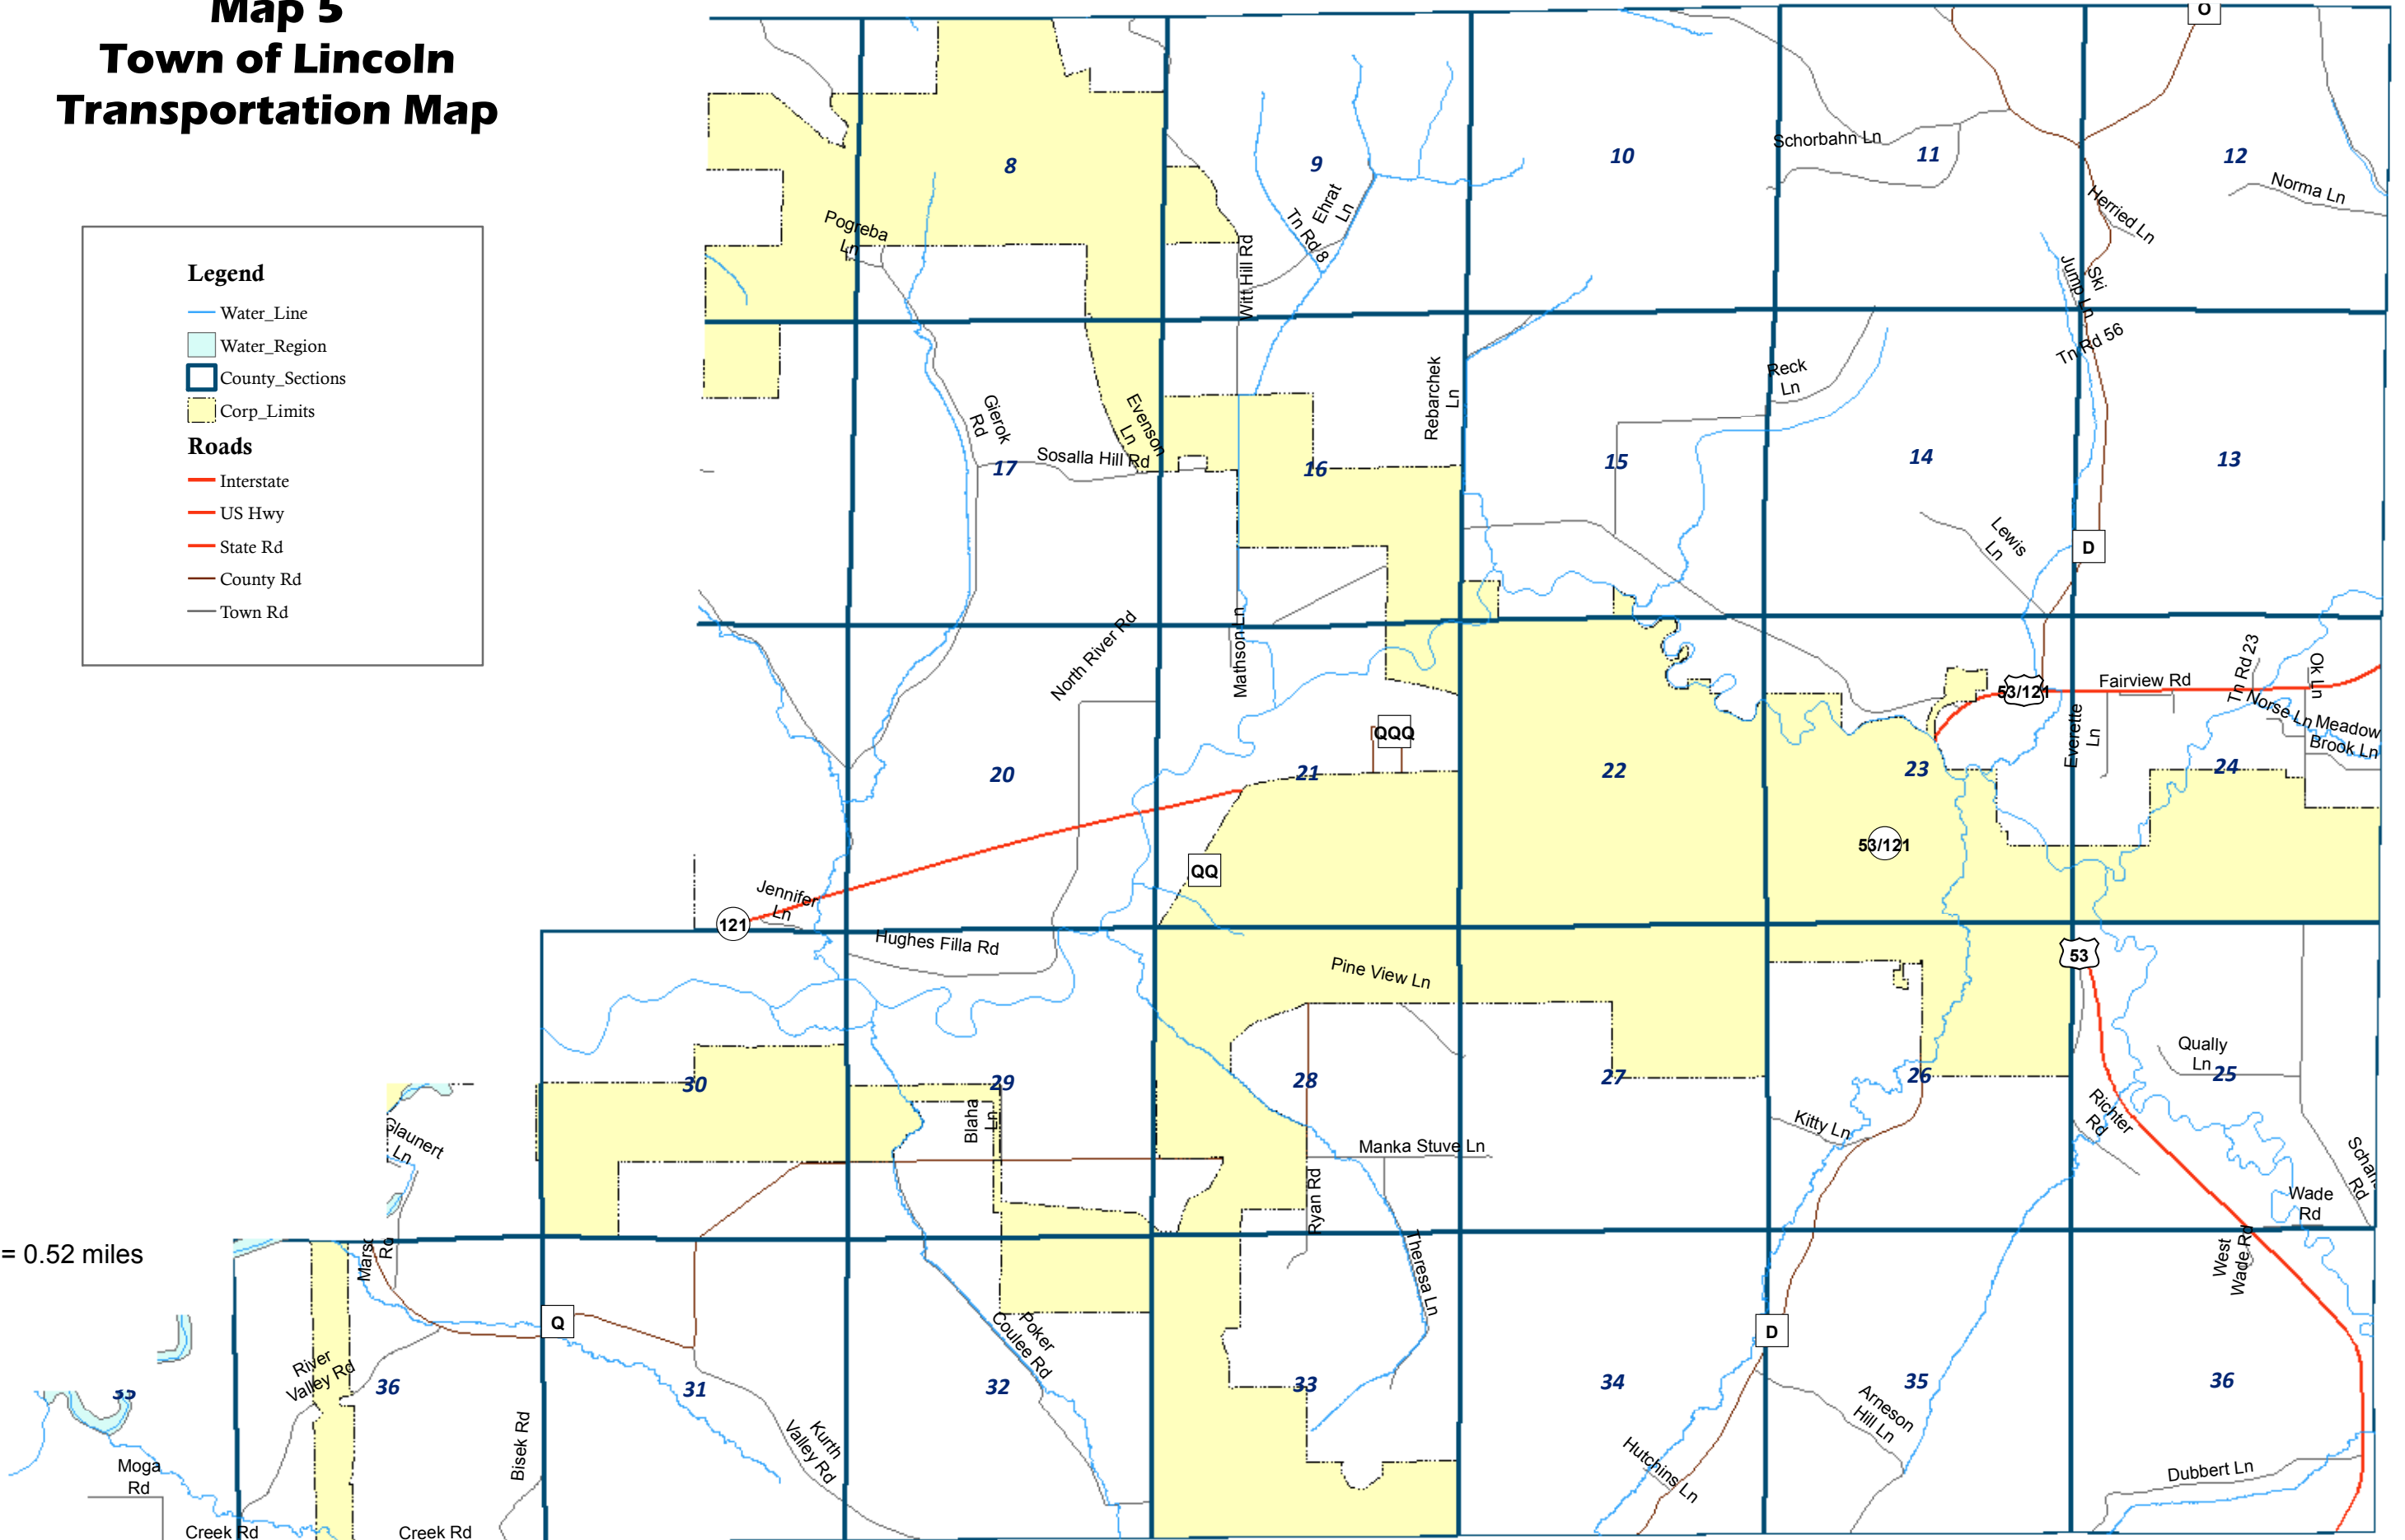 Map 5
Town of Lincoln
Transportation Map
Legend
Water_Line
Water_Region
County_Sections
Corp_Limits
Roads
Interstate
US Hwy
State Rd
County Rd
Town Rd
= 0.52 miles
O
8
9
10
11
12
Schorbahn Ln
Norma Ln
Herried Ln
Ehrat
Ln
Tn Rd 8
Witt Hill Rd
Pogreba
Ln
Ski
Jump Ln
Tn Rd 56
Gierok
Rd
Evenson
Ln
Sosalla Hill Rd
Rebarchek
Ln
Reck
Ln
17
16
15
14
13
Lewis
Ln
D
North River Rd
Mathson Ln
53/121
Fairview Rd
Tn Rd 23
Ok Ln
Norse Ln
Meadow
Brook Ln
Everette
Ln
QQQ
20
21
22
23
24
53/121
QQ
Jennifer
Ln
121
Hughes Filla Rd
Pine View Ln
53
Qually
Ln
30
29
28
27
26
25
Blaha
Ln
Glaunert
Ln
Manka Stuve Ln
Kitty Ln
Richter
Rd
Rd
Wade
Rd
Ryan Rd
Theresa Ln
West
Wade Rd
Marst
Rd
Q
D
River
Valley Rd
Poker
Coulee Rd
35
36
31
32
33
34
35
36
Arneson
Hill Ln
Kurth
Valley Rd
Bisek Rd
Hutchins Ln
Dubbert Ln
Moga
Rd
Creek Rd
Creek Rd